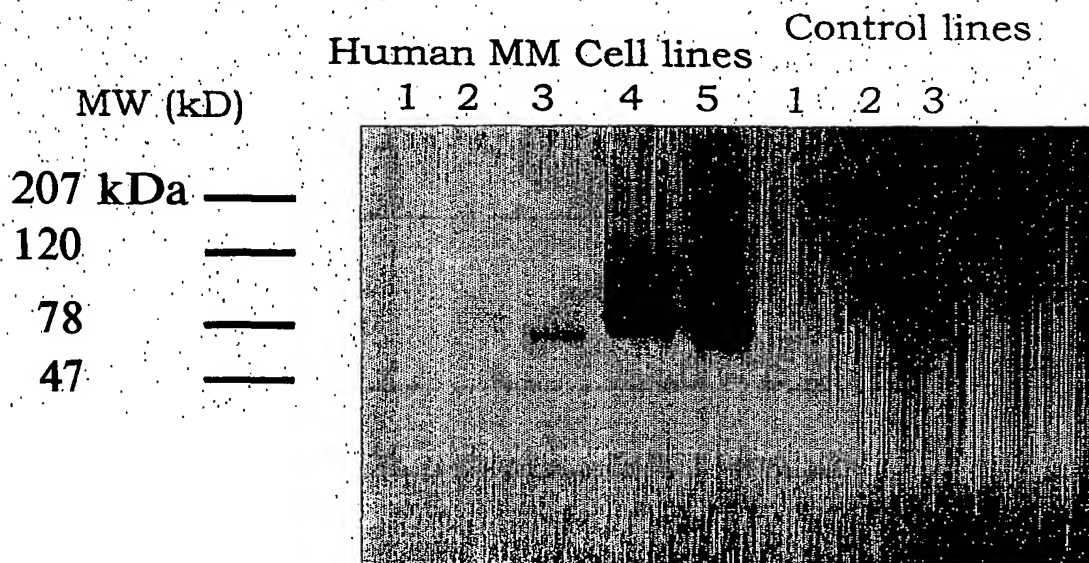 Control lines
Human MM Cell lines
MW (kD) 1 2 3 4 5 1 2 3
207 kDa
120
78
47